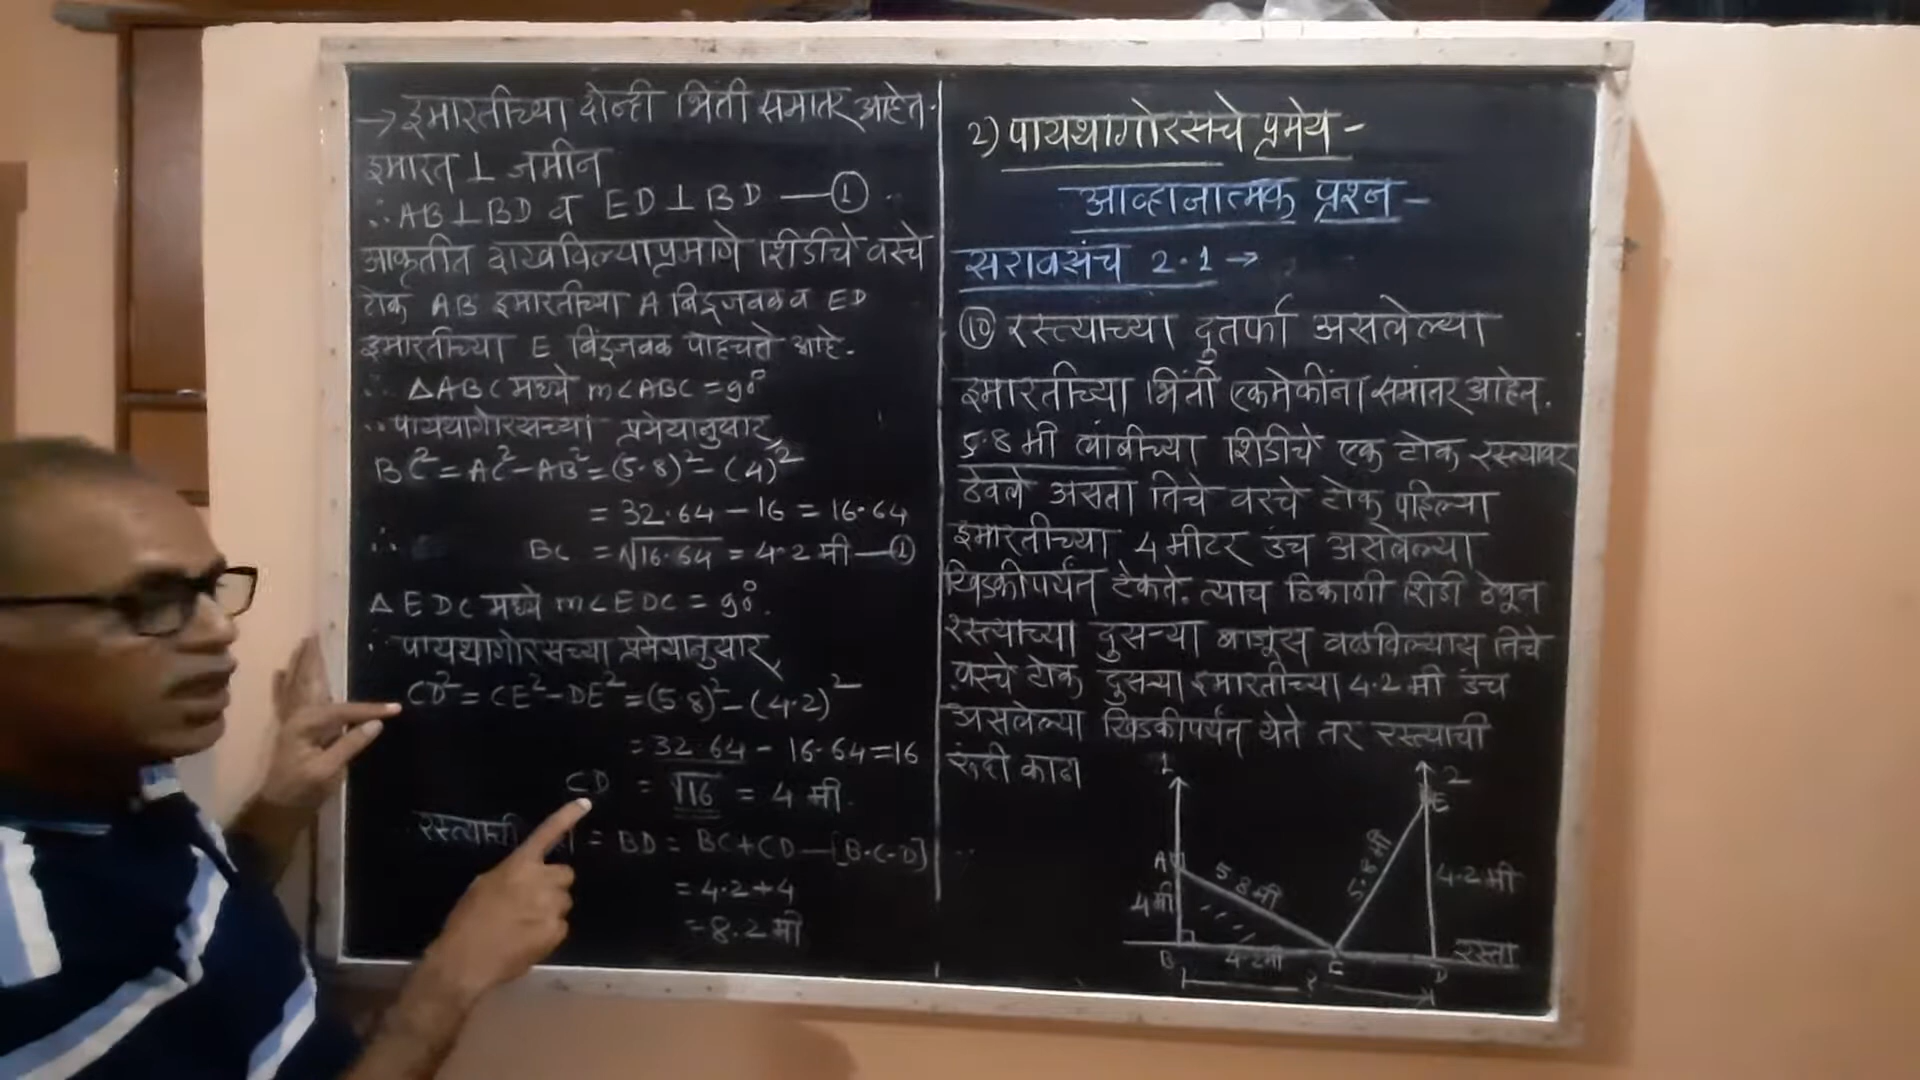 → इमारतीच्या दोन्ही भिंती समांतर आहेत.
इमारत ⊥ जमीन
∴ AB ⊥ BD व ED ⊥ BD — ①
आकृतीत दाखविल्याप्रमाणे शिडीचे वरचे
टोक AB इमारतीच्या A बिंदूजवळ व ED
इमारतीच्या E बिंदूजवळ पोहचते आहे.
∴ △ABC मध्ये m∠ABC = 90°
∴ पायथागोरसच्या प्रमेयानुसार,
BC² = AC² - AB² = (5.8)² - (4)²
= 32.64 - 16 = 16.64
∴ BC = √16.64 = 4.2 मी — ①
△EDC मध्ये m∠EDC = 90°.
∴ पायथागोरसच्या प्रमेयानुसार,
CD² = CE² - DE² = (5.8)² - (4.2)²
= 32.64 - 16.64 = 16
CD = √16 = 4 मी.
रस्त्याची = BD = BC + CD — [B-C-D]
= 4.2 + 4
= 8.2 मी
2) पायथागोरसचे प्रमेय -
आव्हानात्मक प्रश्न -
सरावसंच 2.1 →
⑩ रस्त्याच्या दुतर्फा असलेल्या
इमारतीच्या भिंती एकमेकींना समांतर आहेत.
5.8 मी लांबीच्या शिडीचे एक टोक रस्त्यावर
ठेवले असता तिचे वरचे टोक पहिल्या
इमारतीच्या 4 मीटर उंच असलेल्या
खिडकीपर्यंत टेकते. त्याच ठिकाणी शिडी ठेवून
रस्त्याच्या दुसऱ्या बाजूस वळविल्यास तिचे
वरचे टोक दुसऱ्या इमारतीच्या 4.2 मी उंच
असलेल्या खिडकीपर्यंत येते तर रस्त्याची
रुंदी काढा
1
2
E
A
5.8 मी
5.8 मी
4 मी
4.2 मी
B
4.2 मी
C
D
रस्ता
?